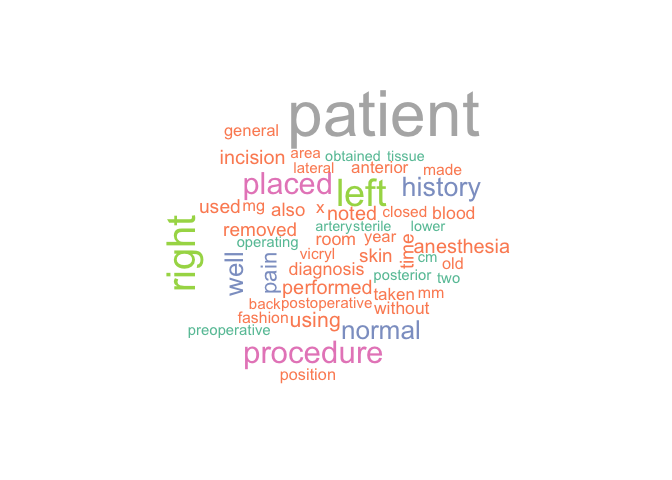 patient
general
incision area obtained tissue
lateral anterior made
placed left history
used mg also x noted closed blood
removed artery sterile lower
right operating room year time anesthesia
well pain vicryl skin cm old
diagnosis posterior two
performed taken mm
back postoperative without
fashion using
preoperative normal
procedure
position